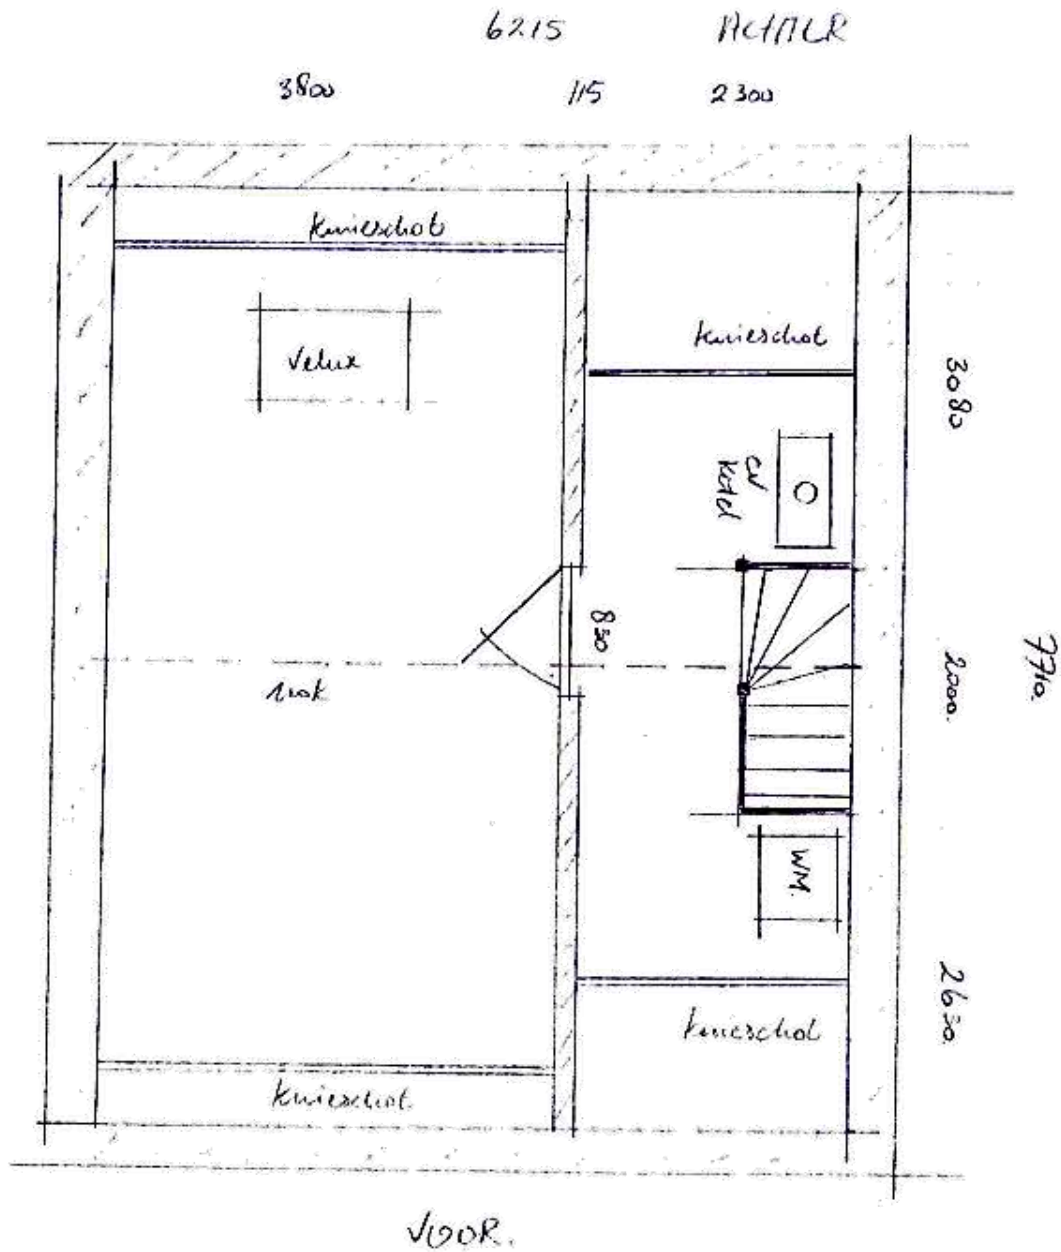 6215 ACHTER
3800 115 2300
Knieschot
Knieschot
Velux
3080
CV
Ketel
830
nok
2000.
7710.
WM.
2630.
Knieschot
Knieschot.
VOOR.